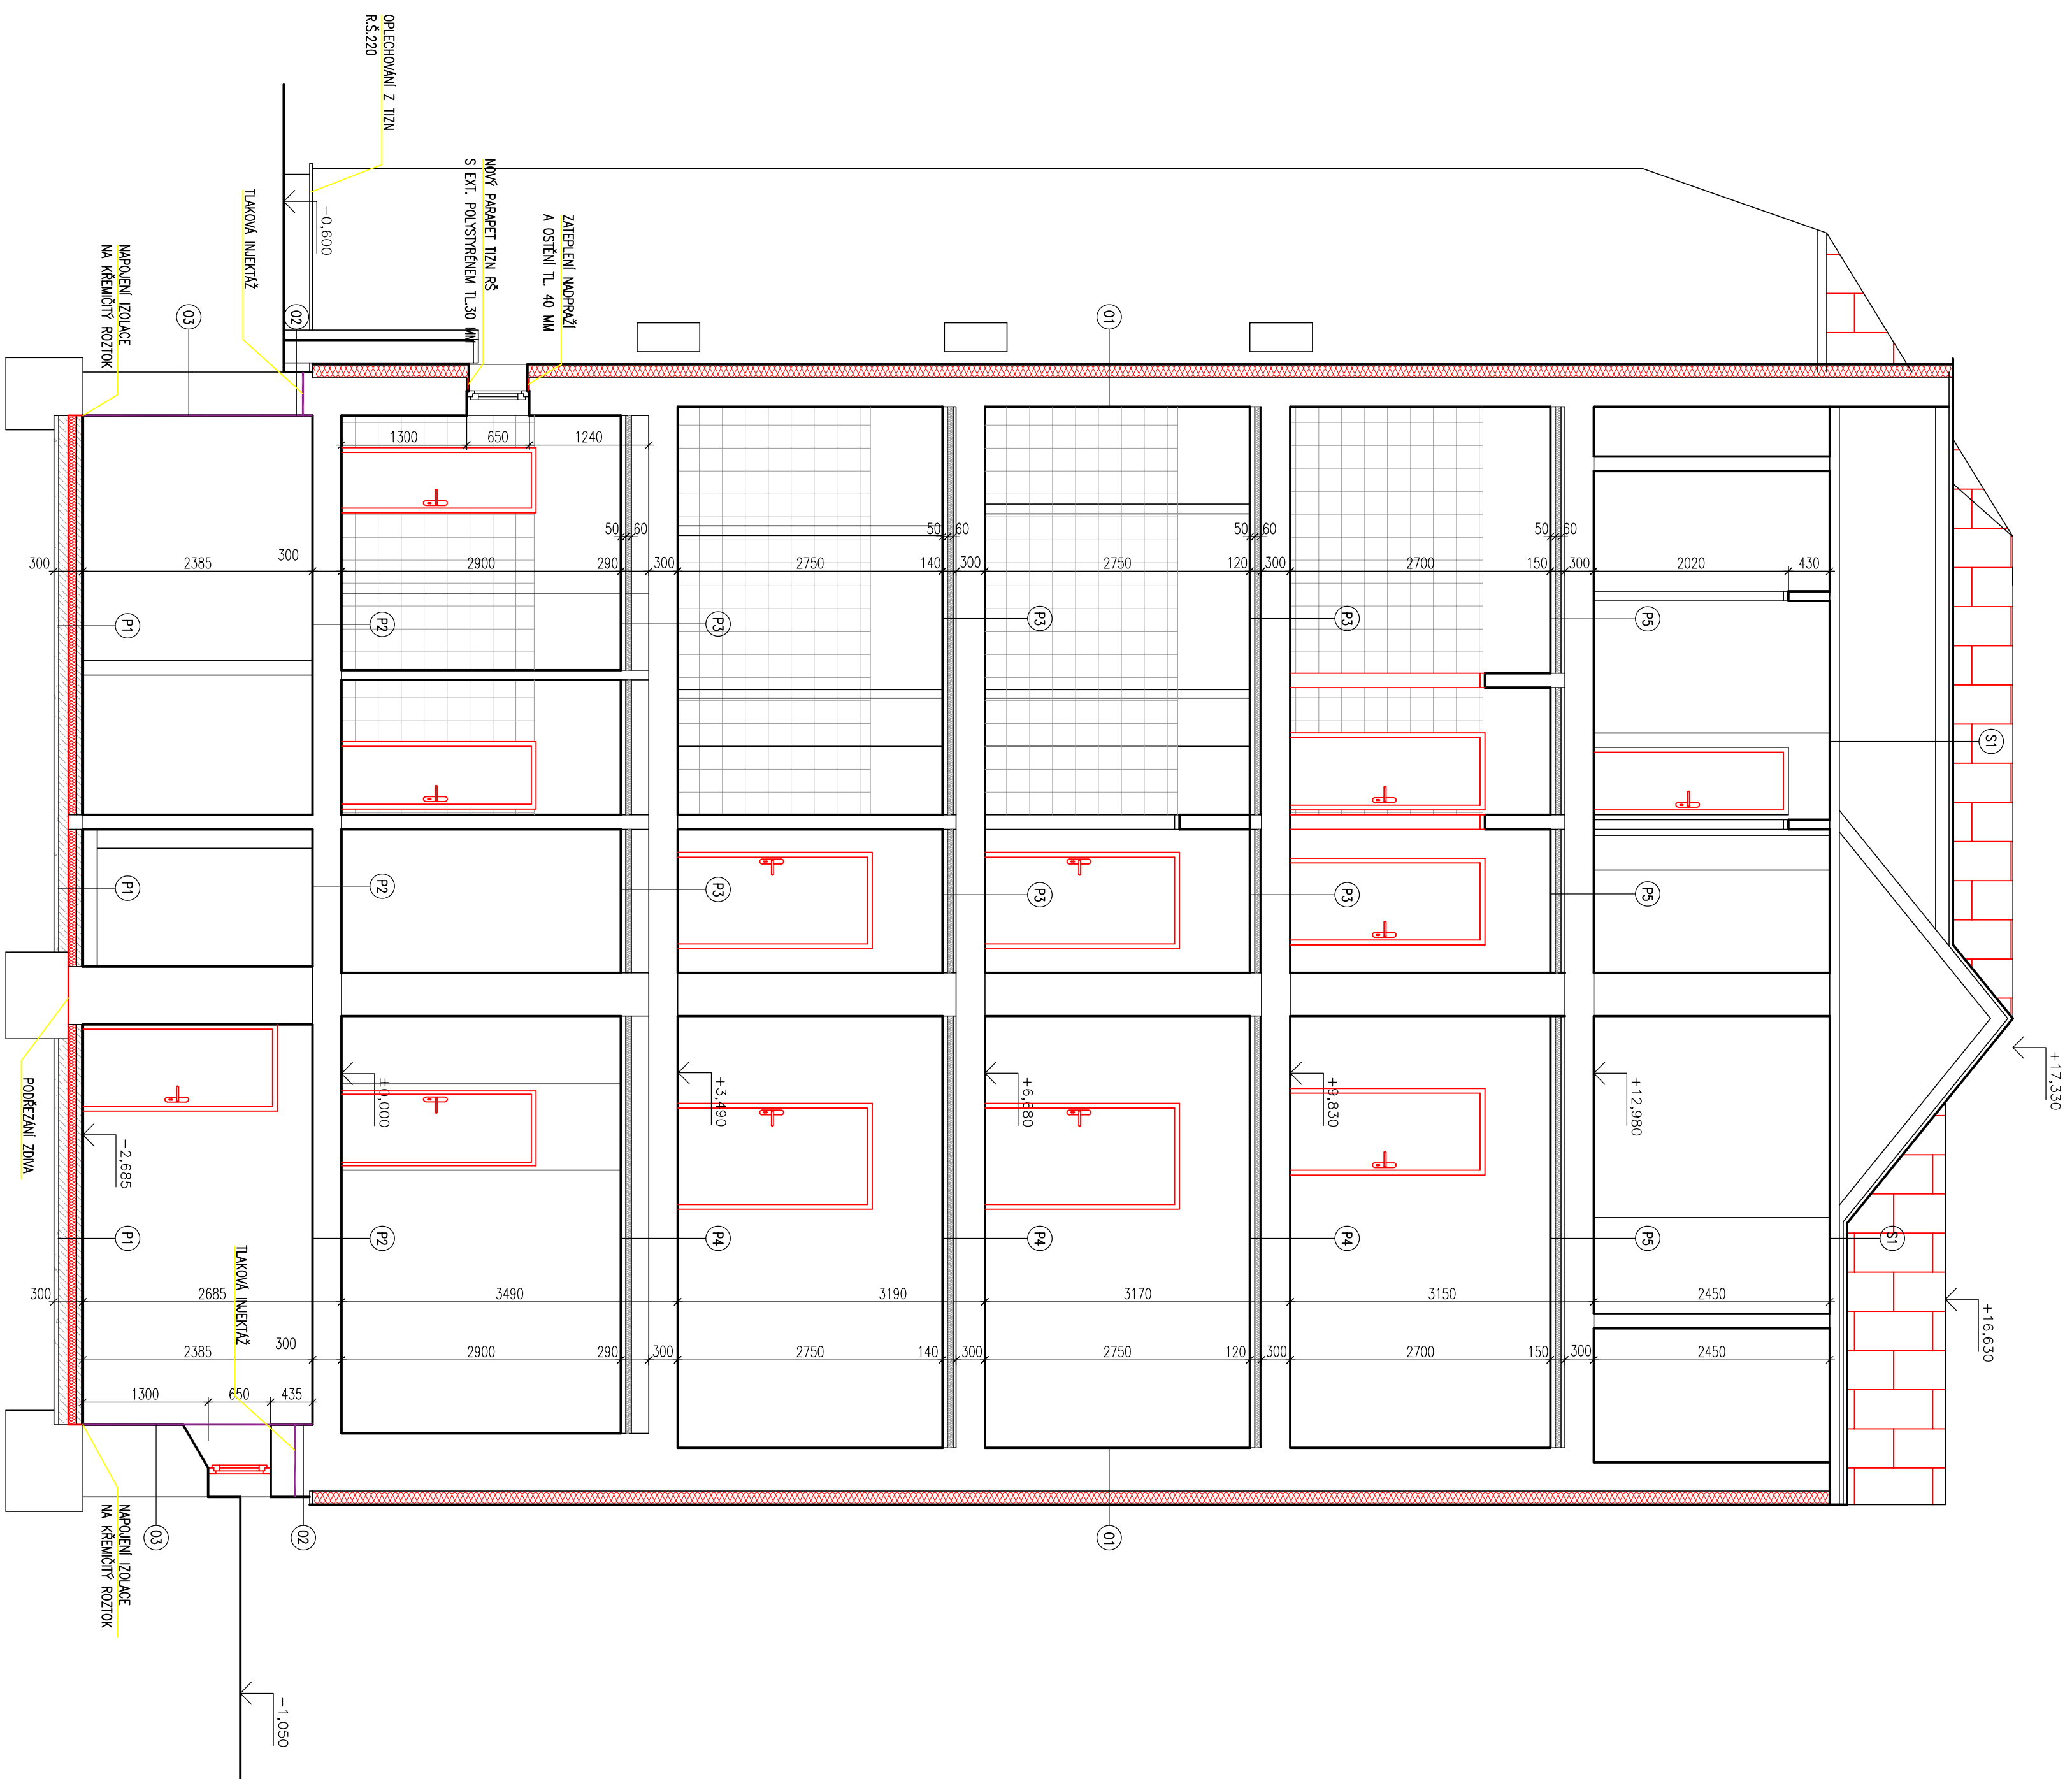 +17,330
+16,630
S1
S1
430
2020
300
P5
P5
+12,980
P5
2450
2450
60
50
150
2700
300
P3
P3
+9,830
P4
3150
2700
150
300
01
01
60
50
120
2750
300
P3
P3
+6,680
P4
3170
2750
120
300
60
50
140
2750
300
P3
P3
+3,490
P4
3190
2750
140
300
ZATEPLENÍ NADPRAŽÍ
A OSTĚNÍ TL. 40 MM
NOVÝ PARAPET TIZN RŠ
S EXT. POLYSTYRÉNEM TL.30 MM
OPLECHOVÁNÍ Z TIZN
R.Š.220
1240
650
1300
60
50
290
2900
P2
P2
±0,000
P2
3490
2900
290
300
-0,600
TLAKOVÁ INJEKTÁŽ
02
03
300
2385
300
NAPOJENÍ IZOLACE
NA KŘEMIČITÝ ROZTOK
P1
P1
-2,685
P1
PODŘEZÁNÍ ZDIVA
TLAKOVÁ INJEKTÁŽ
2685
300
300
2385
435
650
1300
02
03
NAPOJENÍ IZOLACE
NA KŘEMIČITÝ ROZTOK
-1,050